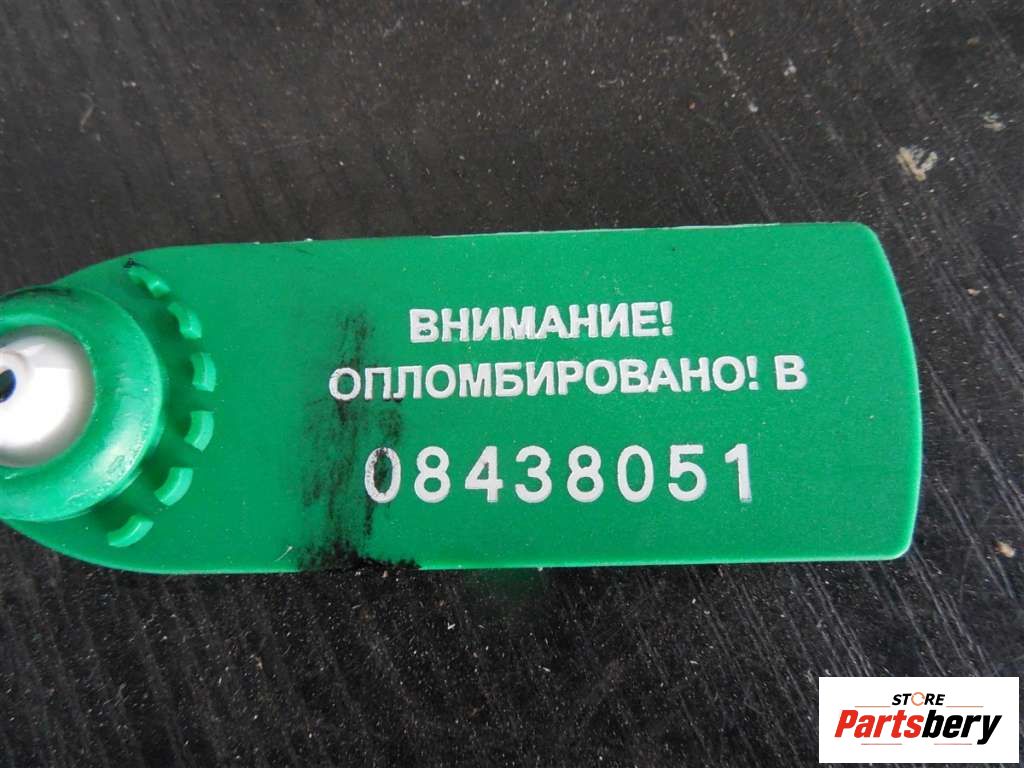 ВНИМАНИЕ!
ОПЛОМБИРОВАНО! В
08438051
STORE
Partsbery